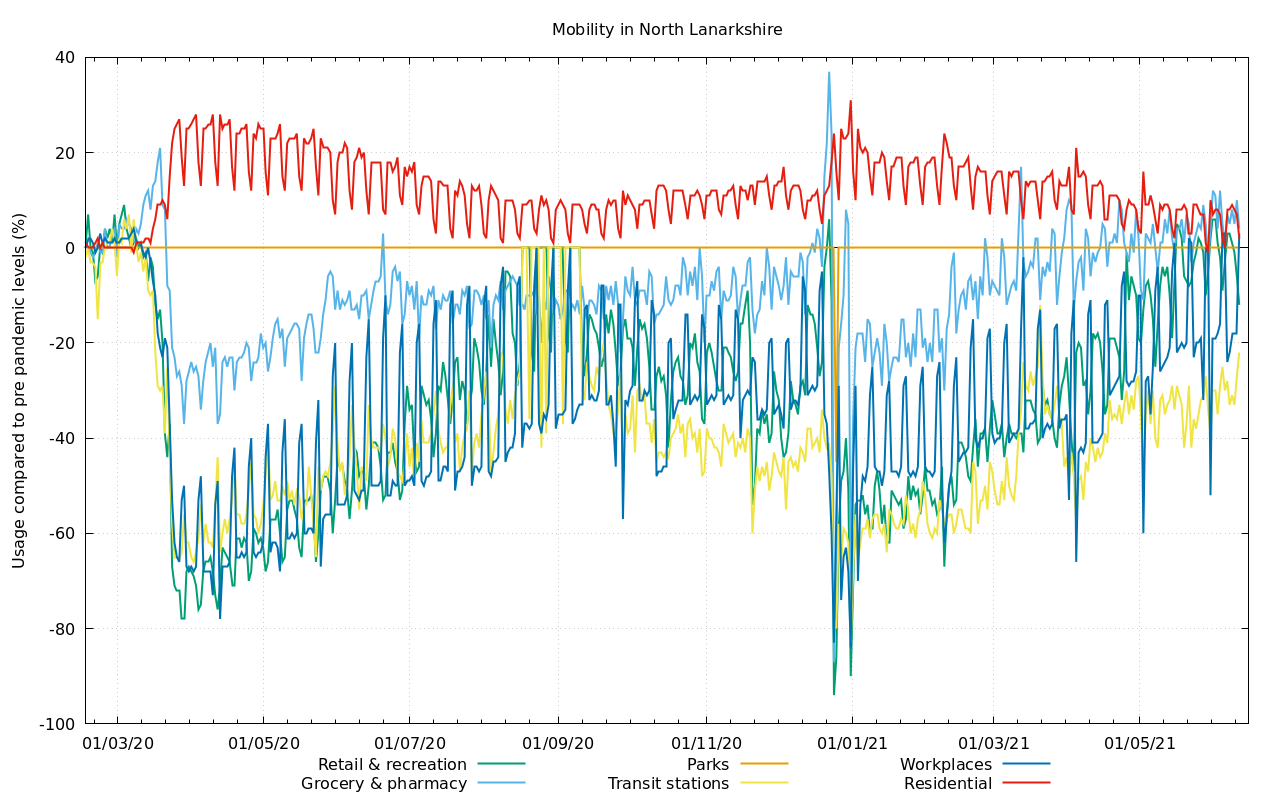 Mobility in North Lanarkshire
Usage compared to pre pandemic levels (%)
40
20
0
-20
-40
-60
-80
-100
01/03/20 01/05/20 01/07/20 01/09/20 01/11/20 01/01/21 01/03/21 01/05/21
Retail & recreation Parks Workplaces
Grocery & pharmacy Transit stations Residential